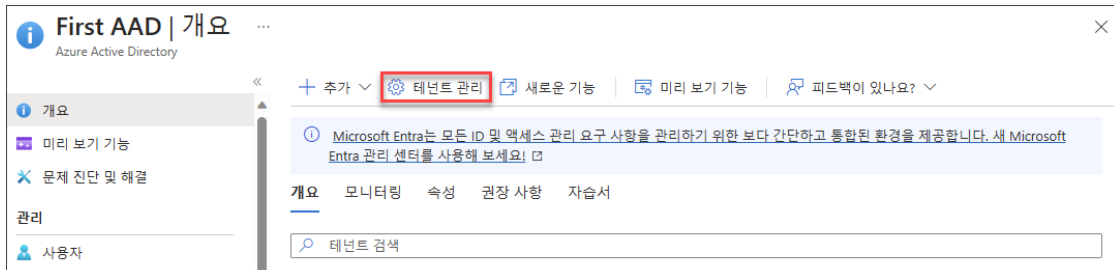 First AAD | 개요 ...
Azure Active Directory
«
추가 테넌트 관리 새로운 기능 미리 보기 기능 피드백이 있나요?
개요
미리 보기 기능
문제 진단 및 해결
관리
사용자
Microsoft Entra는 모든 ID 및 액세스 관리 요구 사항을 관리하기 위한 보다 간단하고 통합된 환경을 제공합니다. 새 Microsoft
Entra 관리 센터를 사용해 보세요!
개요 모니터링 속성 권장 사항 자습서
테넌트 검색